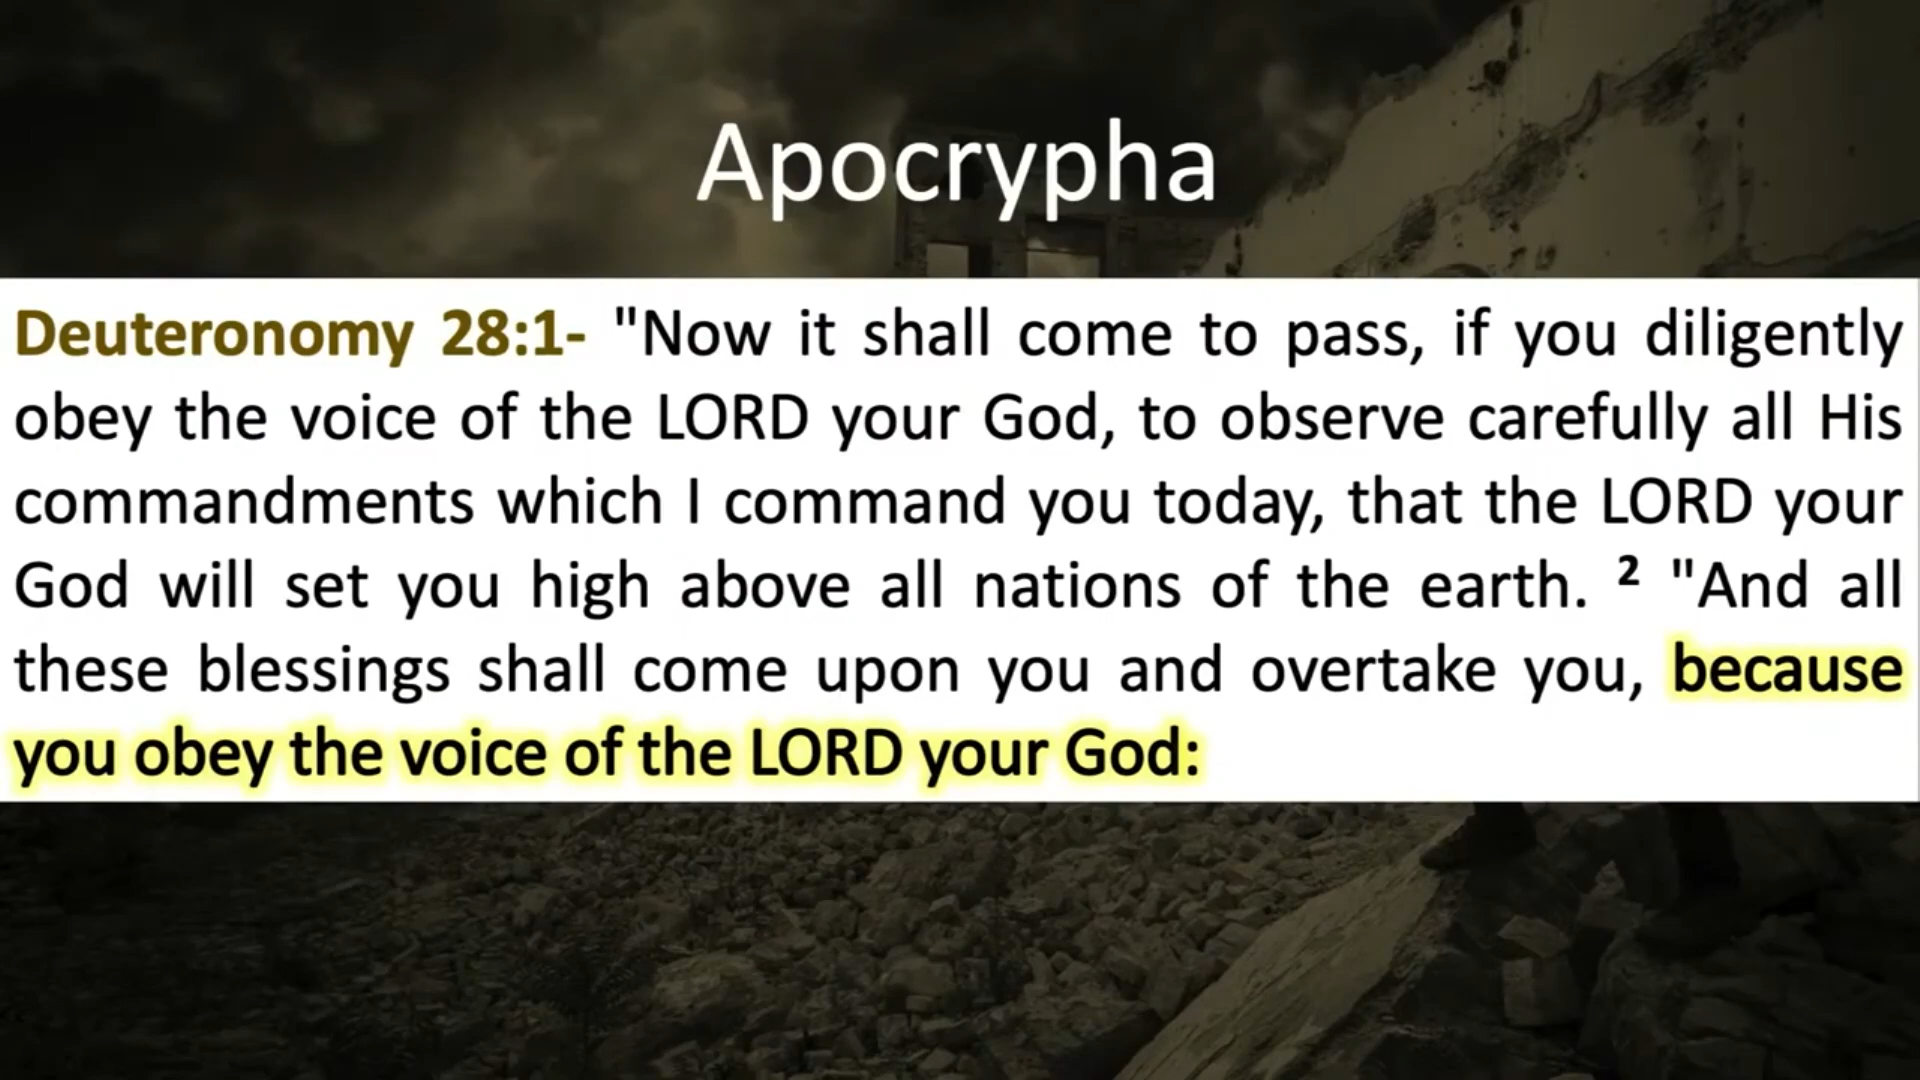 Apocrypha
Deuteronomy 28:1- "Now it shall come to pass, if you diligently
obey the voice of the LORD your God, to observe carefully all His
commandments which I command you today, that the LORD your
God will set you high above all nations of the earth. ² "And all
these blessings shall come upon you and overtake you, because
you obey the voice of the LORD your God: